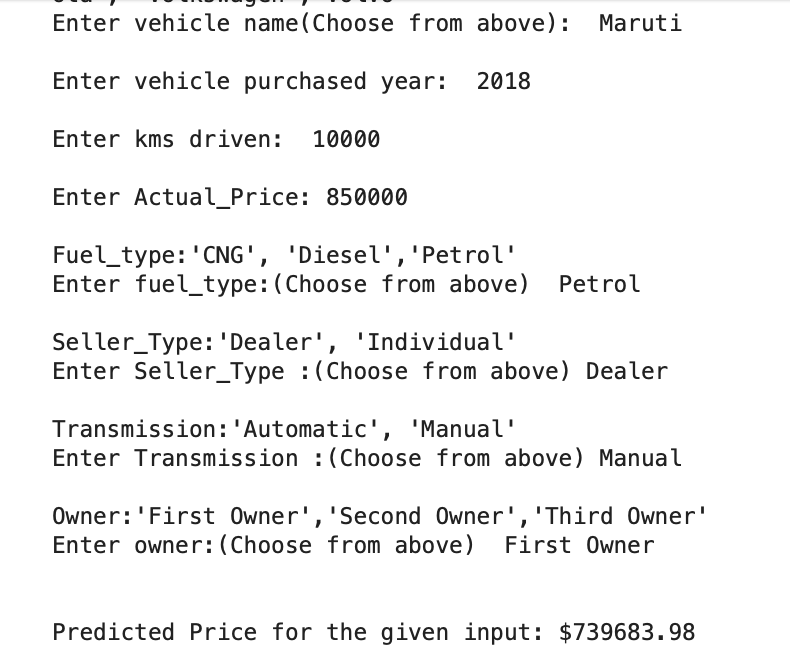 Enter vehicle name(Choose from above):  Maruti
Enter vehicle purchased year:  2018
Enter kms driven:  10000
Enter Actual_Price: 850000
Fuel_type:'CNG', 'Diesel','Petrol'
Enter fuel_type:(Choose from above)  Petrol
Seller_Type:'Dealer', 'Individual'
Enter Seller_Type :(Choose from above) Dealer
Transmission:'Automatic', 'Manual'
Enter Transmission :(Choose from above) Manual
Owner:'First Owner','Second Owner','Third Owner'
Enter owner:(Choose from above)  First Owner
Predicted Price for the given input: $739683.98